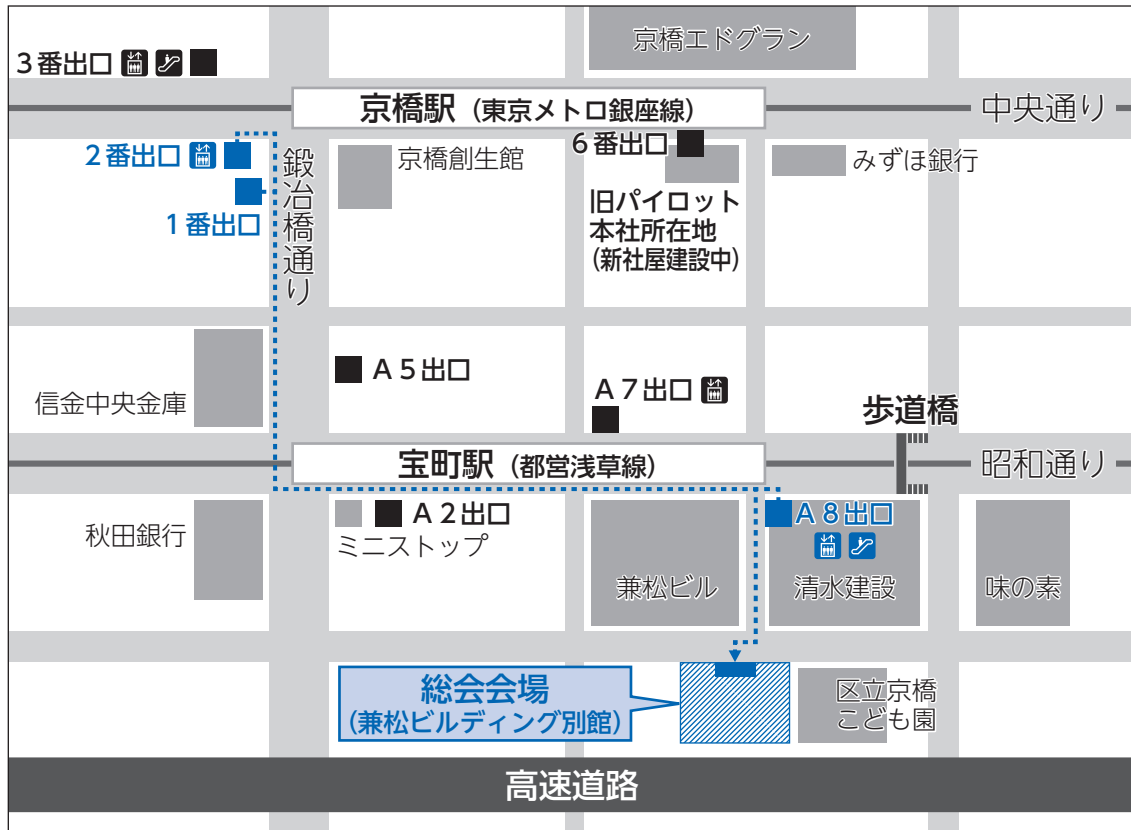 京橋エドグラン
3番出口
京橋駅（東京メトロ銀座線）
中央通り
2番出口
鍛冶橋通り
京橋創生館
6番出口
みずほ銀行
1番出口
旧パイロット
本社所在地
（新社屋建設中）
信金中央金庫
A5出口
A7出口
歩道橋
宝町駅（都営浅草線）
昭和通り
秋田銀行
A2出口
ミニストップ
A8出口
兼松ビル
清水建設
味の素
総会会場
（兼松ビルディング別館）
区立京橋
こども園
高速道路